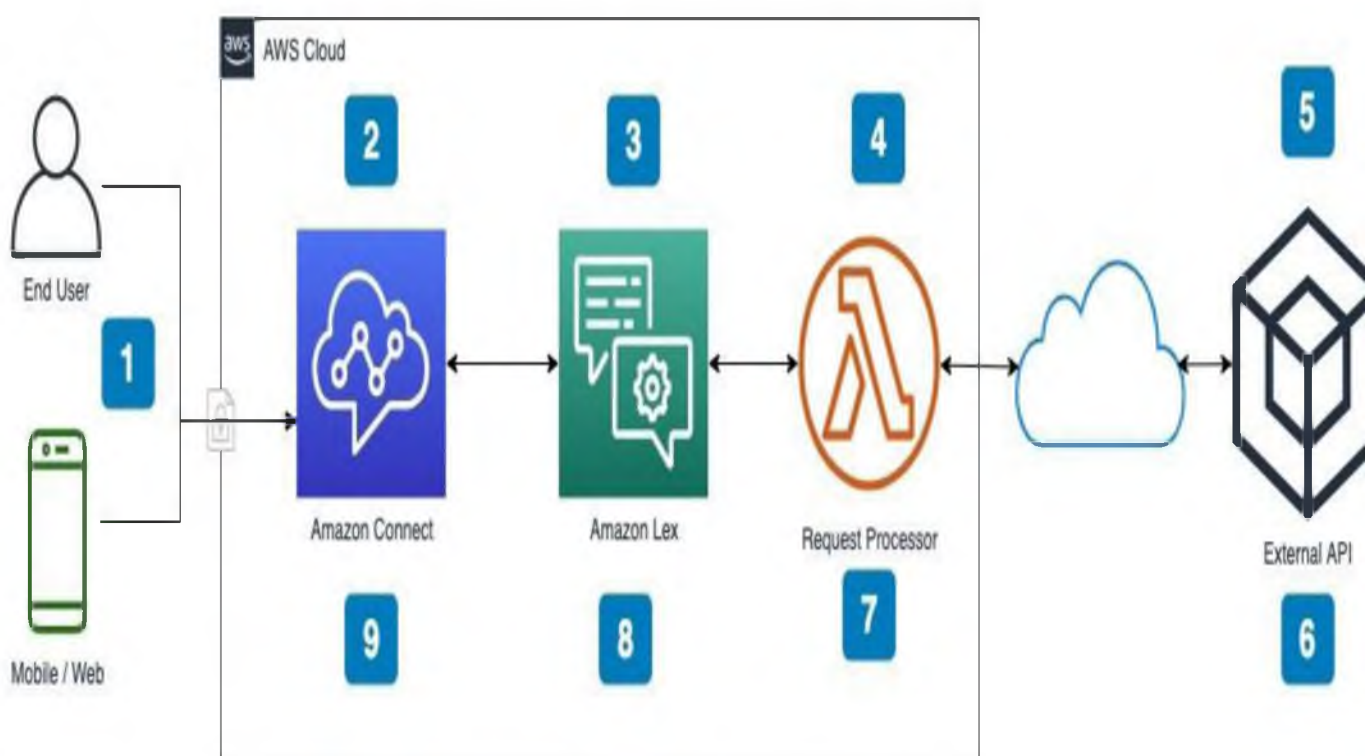 aws
AWS Cloud
2
3
4
5
End User
1
Amazon Connect
Amazon Lex
Request Processor
External API
Mobile / Web
9
8
7
6